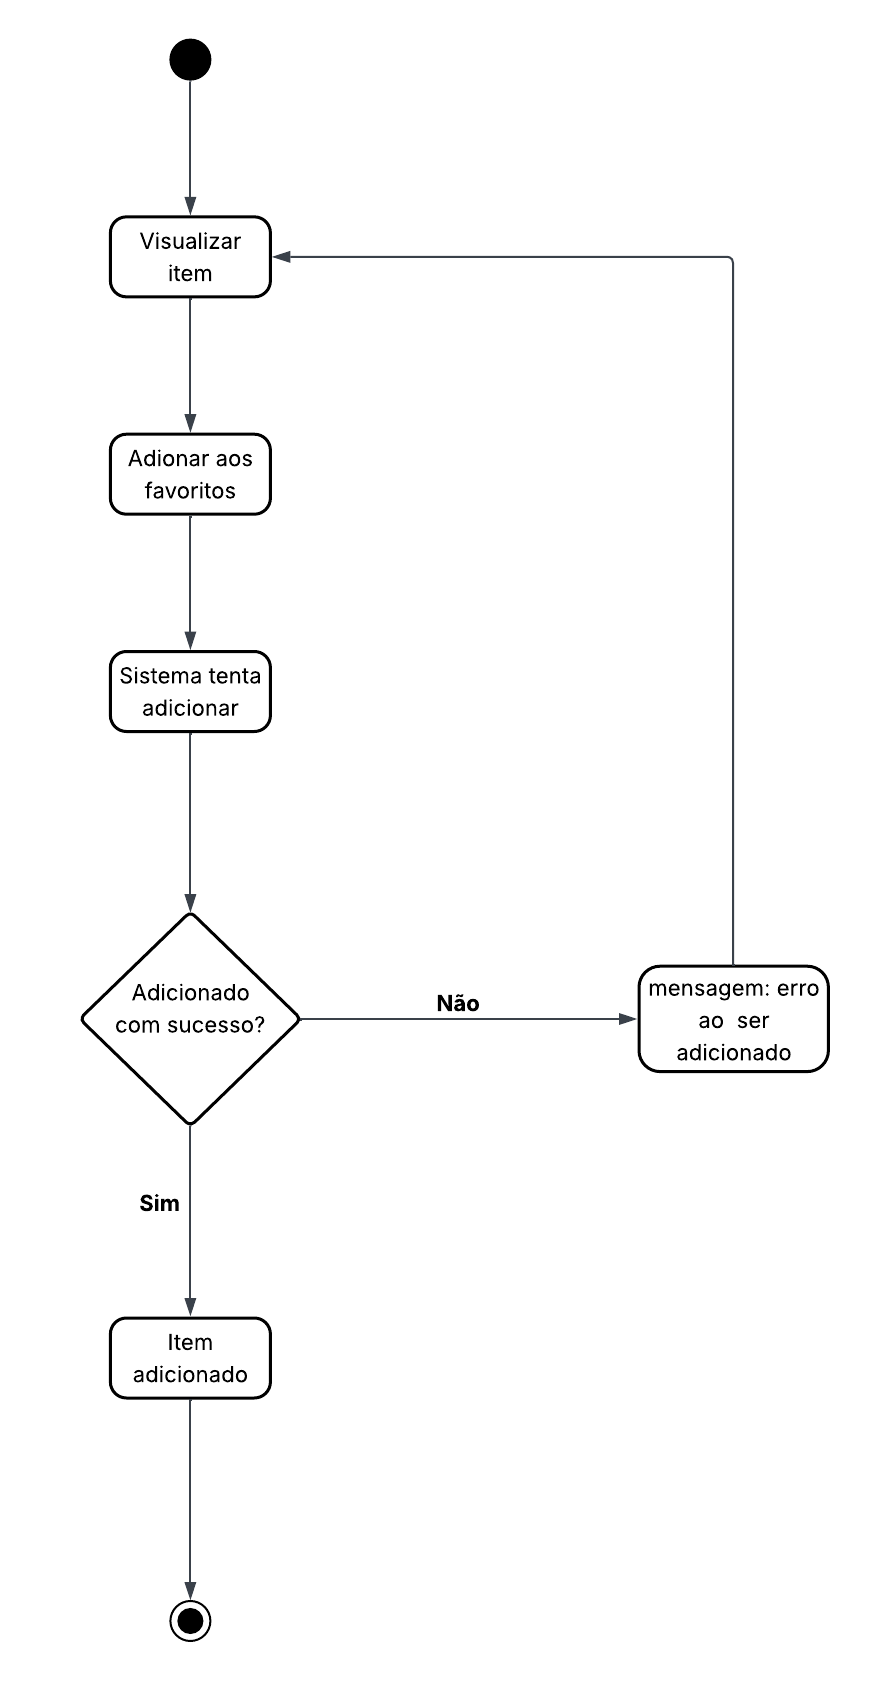 Visualizar
item
Adionar aos
favoritos
Sistema tenta
adicionar
Adicionado
com sucesso?
Não
mensagem: erro
ao  ser
adicionado
Sim
Item
adicionado